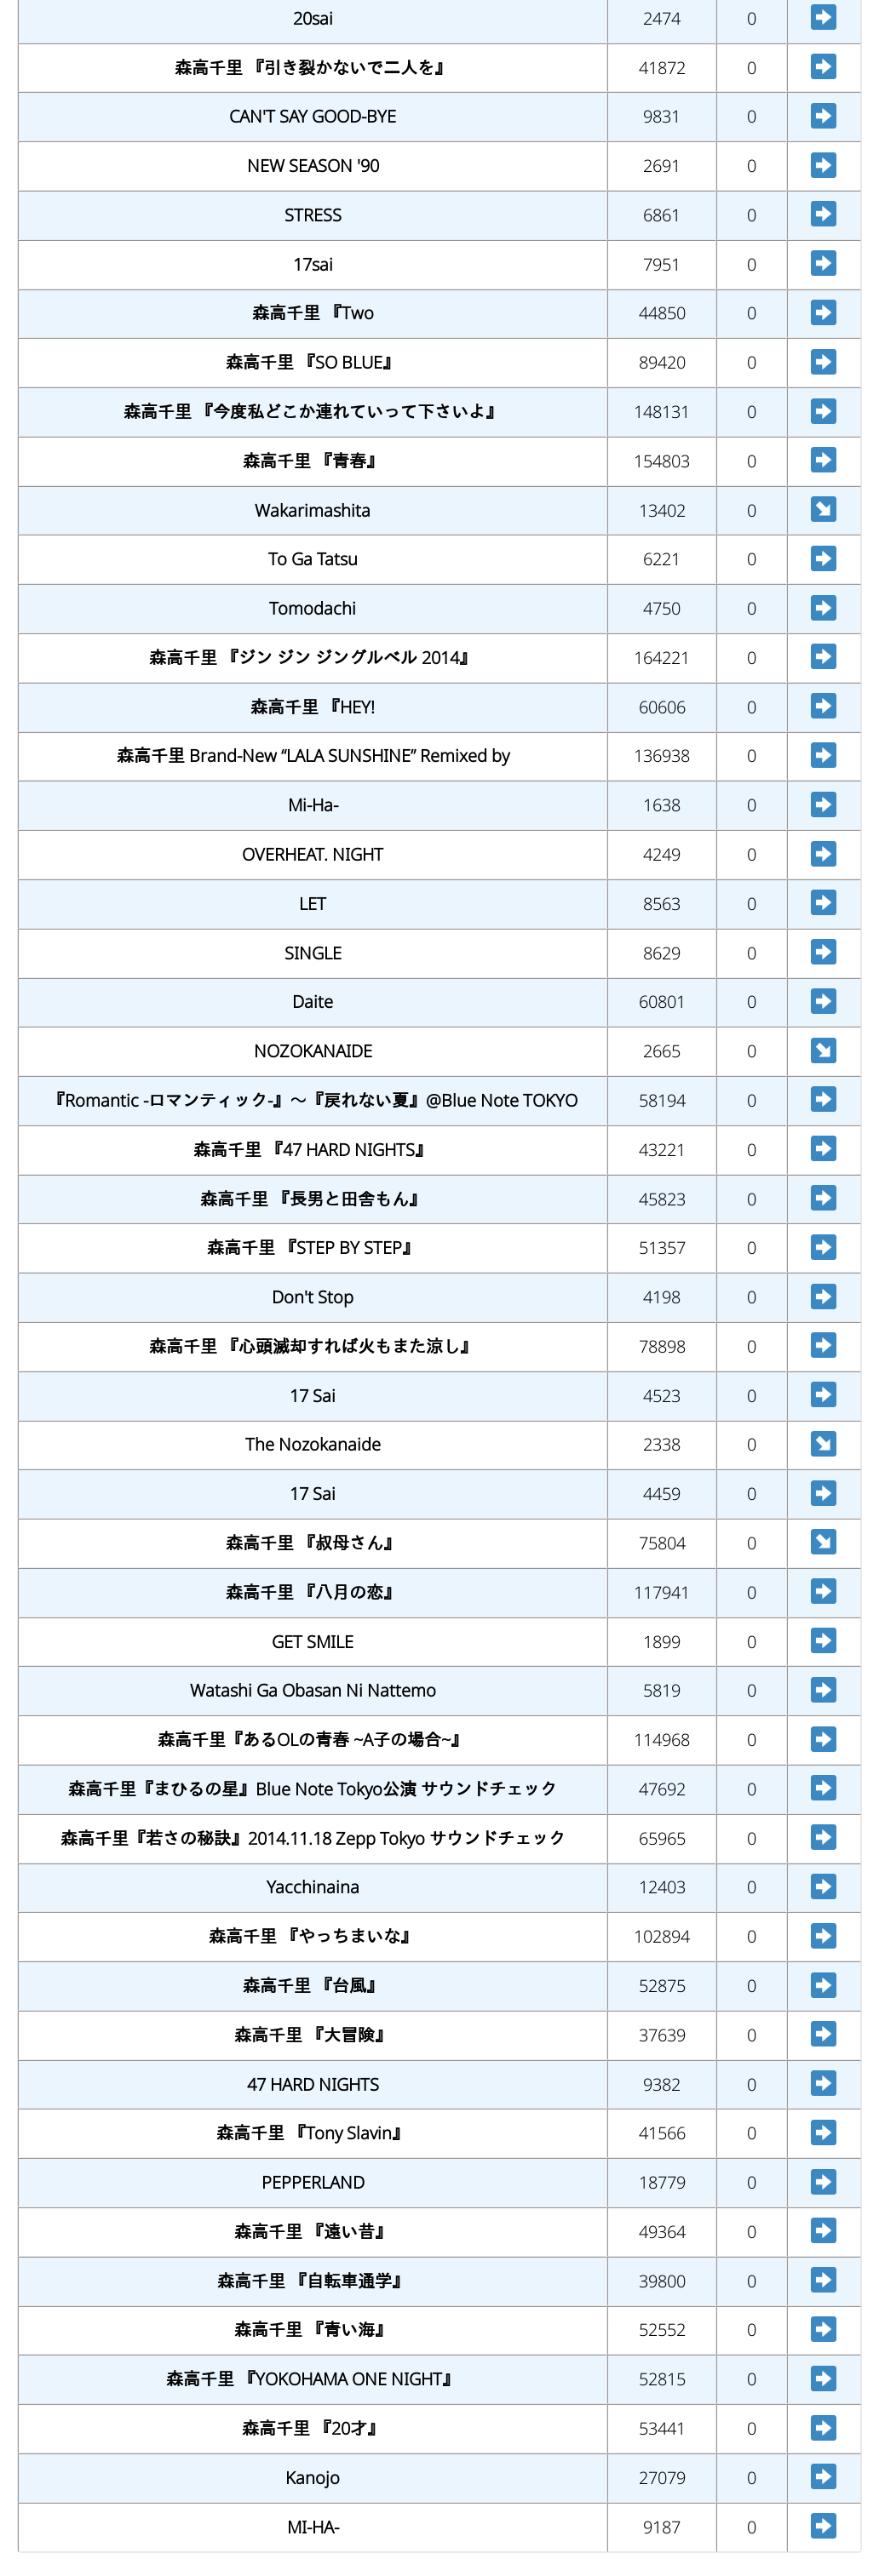 20sai 2474 0
森高千里 『引き裂かないで二人を』 41872 0
CAN'T SAY GOOD-BYE 9831 0
NEW SEASON '90 2691 0
STRESS 6861 0
17sai 7951 0
森高千里 『Two 44850 0
森高千里 『SO BLUE』 89420 0
森高千里 『今度私どこか連れていって下さいよ』 148131 0
森高千里 『青春』 154803 0
Wakarimashita 13402 0
To Ga Tatsu 6221 0
Tomodachi 4750 0
森高千里 『ジン ジン ジングルベル 2014』 164221 0
森高千里 『HEY! 60606 0
森高千里 Brand-New “LALA SUNSHINE” Remixed by 136938 0
Mi-Ha- 1638 0
OVERHEAT. NIGHT 4249 0
LET 8563 0
SINGLE 8629 0
Daite 60801 0
NOZOKANAIDE 2665 0
『Romantic -ロマンティック-』～『戻れない夏』@Blue Note TOKYO 58194 0
森高千里 『47 HARD NIGHTS』 43221 0
森高千里 『長男と田舎もん』 45823 0
森高千里 『STEP BY STEP』 51357 0
Don't Stop 4198 0
森高千里 『心頭滅却すれば火もまた涼し』 78898 0
17 Sai 4523 0
The Nozokanaide 2338 0
17 Sai 4459 0
森高千里 『叔母さん』 75804 0
森高千里 『八月の恋』 117941 0
GET SMILE 1899 0
Watashi Ga Obasan Ni Nattemo 5819 0
森高千里『あるOLの青春 ~A子の場合~』 114968 0
森高千里『まひるの星』Blue Note Tokyo公演 サウンドチェック 47692 0
森高千里『若さの秘訣』2014.11.18 Zepp Tokyo サウンドチェック 65965 0
Yacchinaina 12403 0
森高千里 『やっちまいな』 102894 0
森高千里 『台風』 52875 0
森高千里 『大冒険』 37639 0
47 HARD NIGHTS 9382 0
森高千里 『Tony Slavin』 41566 0
PEPPERLAND 18779 0
森高千里 『遠い昔』 49364 0
森高千里 『自転車通学』 39800 0
森高千里 『青い海』 52552 0
森高千里 『YOKOHAMA ONE NIGHT』 52815 0
森高千里 『20才』 53441 0
Kanojo 27079 0
MI-HA- 9187 0